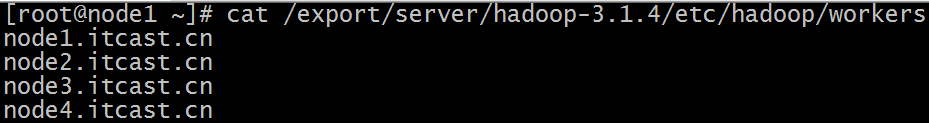 [root@node1 ~]# cat /export/server/hadoop-3.1.4/etc/hadoop/workers
node1.itcast.cn
node2.itcast.cn
node3.itcast.cn
node4.itcast.cn